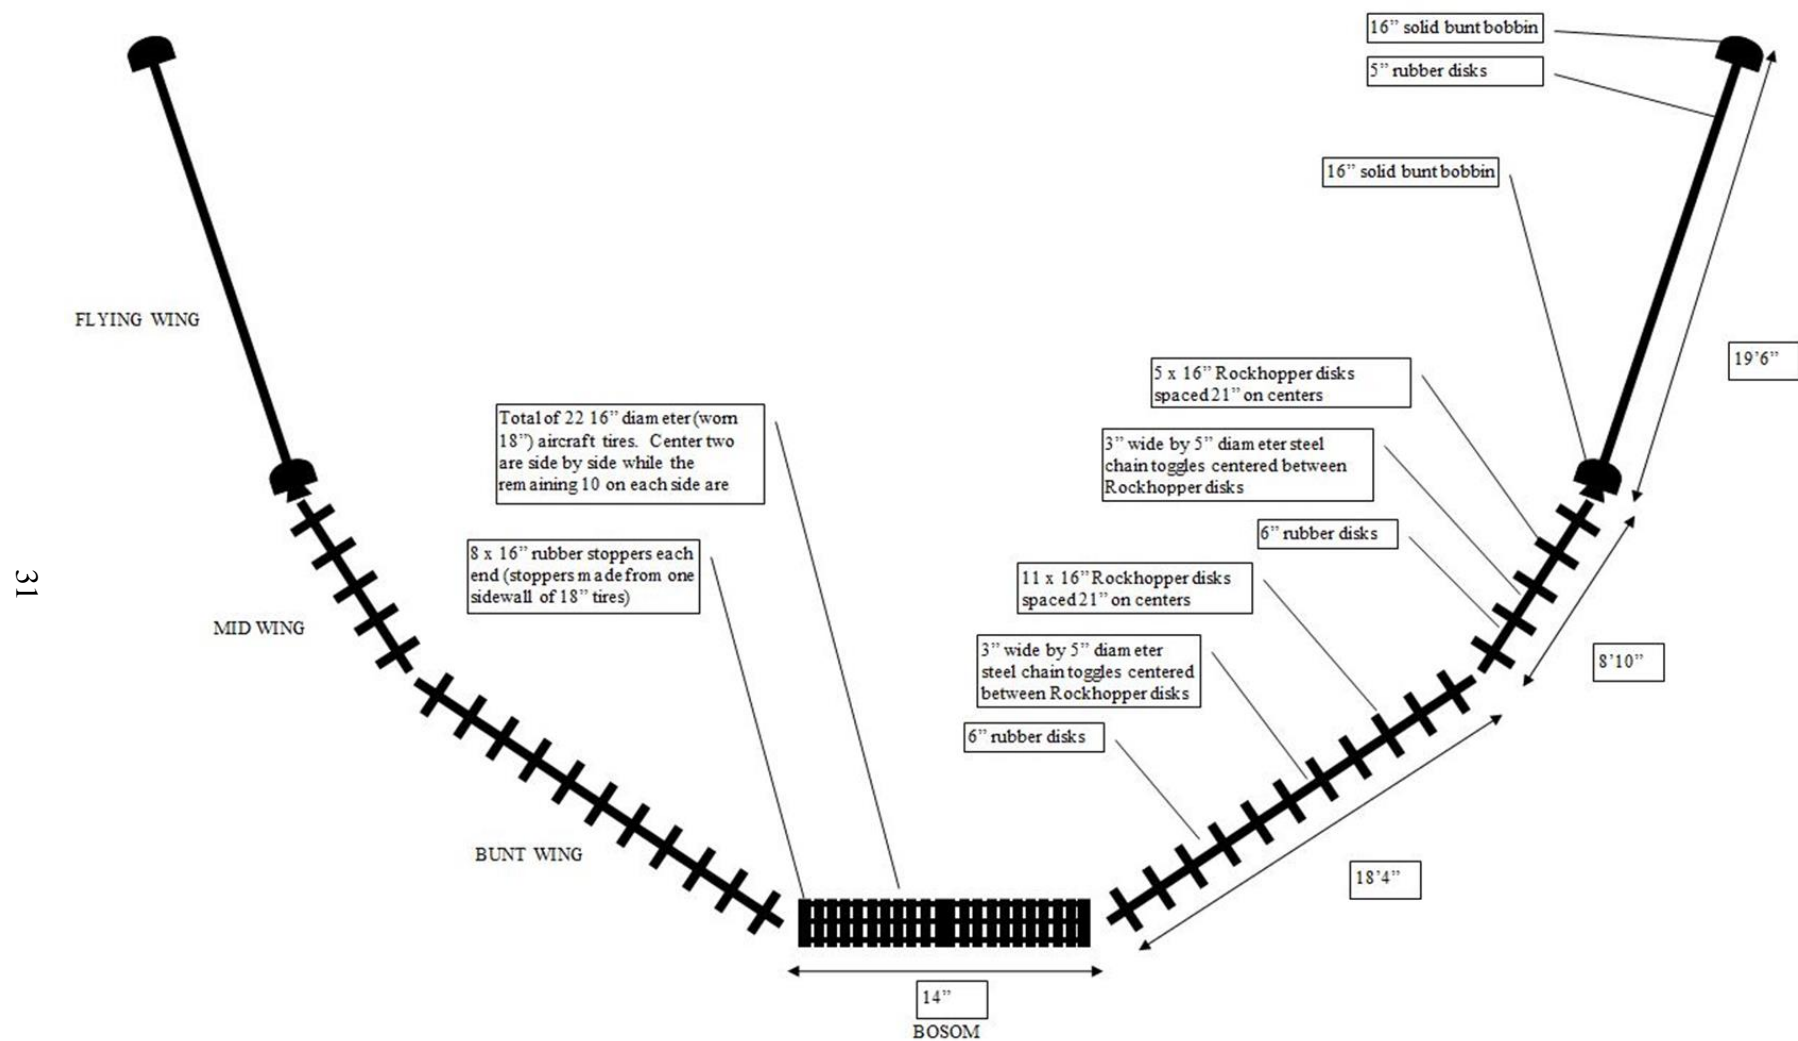 16” solid bunt bobbin
5” rubber disks
16” solid bunt bobbin
FLYING WING
19’6”
5 x 16” Rockhopper disks
spaced 21” on centers
Total of 22 16” diameter (worn
18”) aircraft tires. Center two
are side by side while the
remaining 10 on each side are
3” wide by 5” diameter steel
chain toggles centered between
Rockhopper disks
6” rubber disks
8 x 16” rubber stoppers each
end (stoppers made from one
sidewall of 18” tires)
11 x 16” Rockhopper disks
spaced 21” on centers
31
MID WING
3” wide by 5” diameter
steel chain toggles centered
between Rockhopper disks
8’10”
6” rubber disks
BUNT WING
18’4”
14”
BOSOM